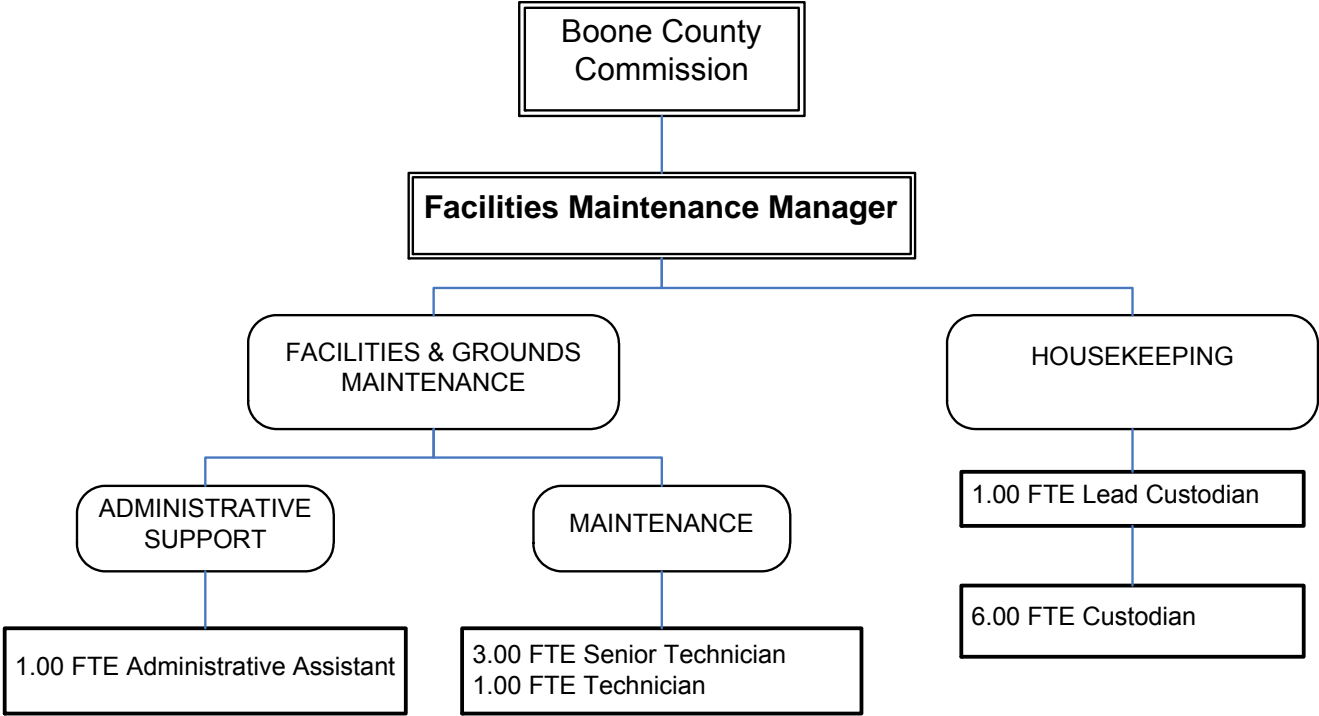 Boone County
Commission
Facilities Maintenance Manager
FACILITIES & GROUNDS
MAINTENANCE
HOUSEKEEPING
ADMINISTRATIVE
SUPPORT
MAINTENANCE
1.00 FTE Lead Custodian
6.00 FTE Custodian
1.00 FTE Administrative Assistant
3.00 FTE Senior Technician
1.00 FTE Technician